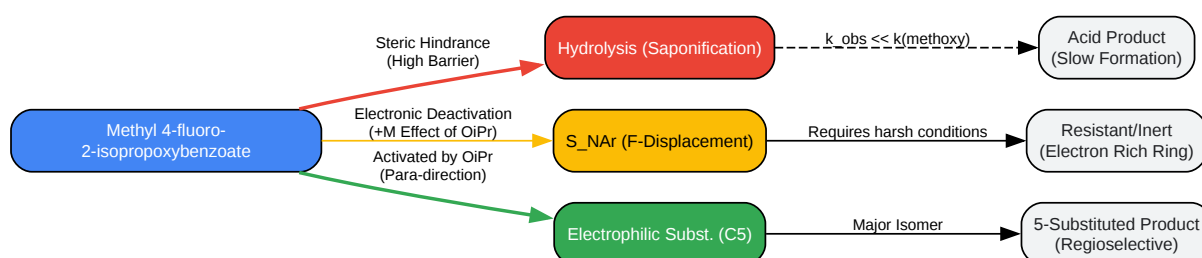 Steric Hindrance
(High Barrier)
Hydrolysis (Saponification)
k_obs << k(methoxy)
Acid Product
(Slow Formation)
Methyl 4-fluoro-
2-isopropoxybenzoate
Electronic Deactivation
(+M Effect of OiPr)
S_NAr (F-Displacement)
Requires harsh conditions
Resistant/Inert
(Electron Rich Ring)
Activated by OiPr
(Para-direction)
Electrophilic Subst. (C5)
Major Isomer
5-Substituted Product
(Regioselective)